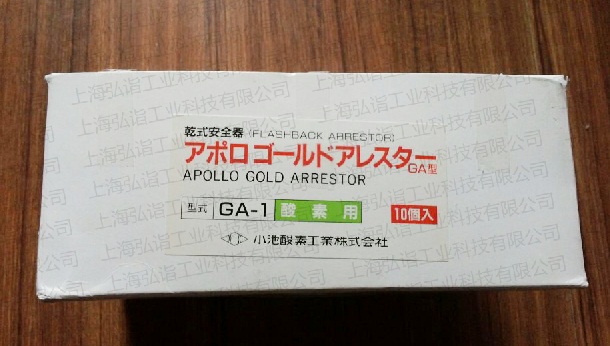 乾式安全器(FLASHBACK ARRESTOR)
アポロゴールドアレスターGA型
APOLLO GOLD ARRESTOR
型式 GA-1 酸素用 10個入
小池酸素工業株式会社
上海弘谐工业科技有限公司